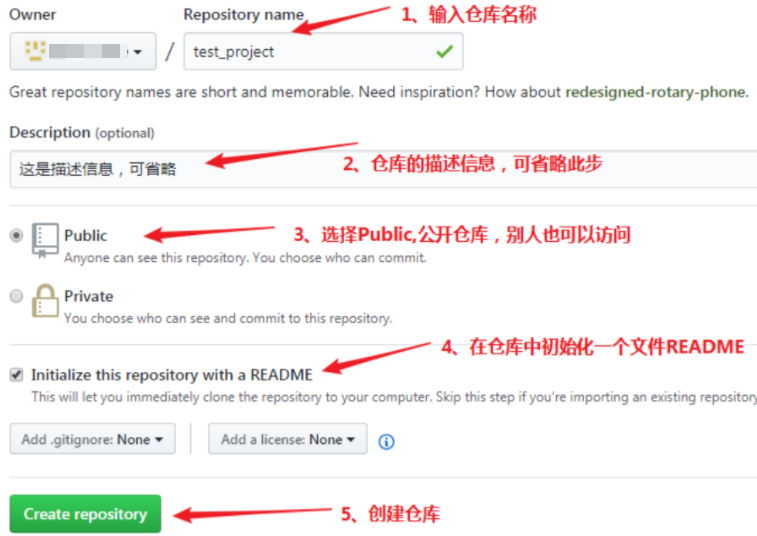 Owner
Repository name
1、输入仓库名称
/
test_project
Great repository names are short and memorable. Need inspiration? How about redesigned-rotary-phone.
Description (optional)
这是描述信息，可省略
2、仓库的描述信息，可省略此步
Public
3、选择Public,公开仓库，别人也可以访问
Anyone can see this repository. You choose who can commit.
Private
You choose who can see and commit to this repository.
4、在仓库中初始化一个文件README
Initialize this repository with a README
This will let you immediately clone the repository to your computer. Skip this step if you're importing an existing repository
Add .gitignore: None
Add a license: None
Create repository
5、创建仓库